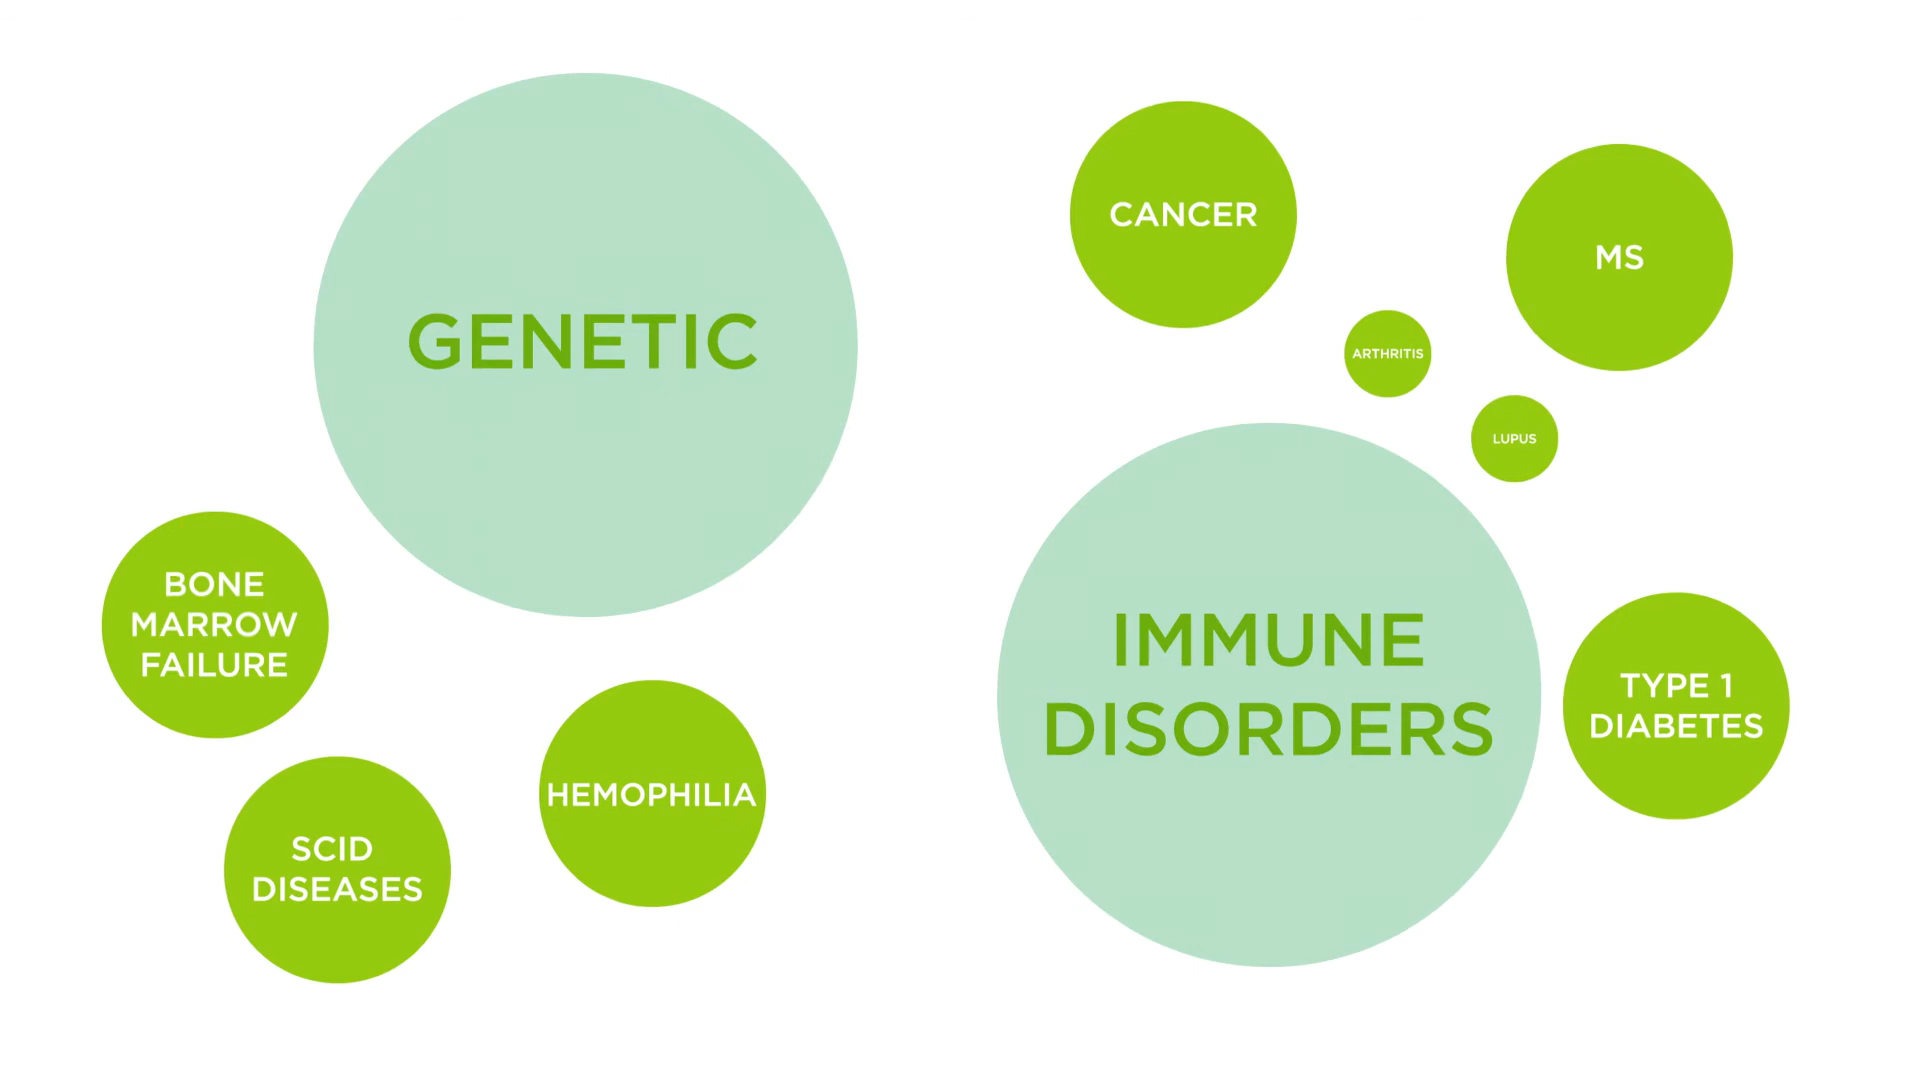 GENETIC
BONE
MARROW
FAILURE
SCID
DISEASES
HEMOPHILIA
CANCER
MS
ARTHRITIS
LUPUS
IMMUNE
DISORDERS
TYPE 1
DIABETES